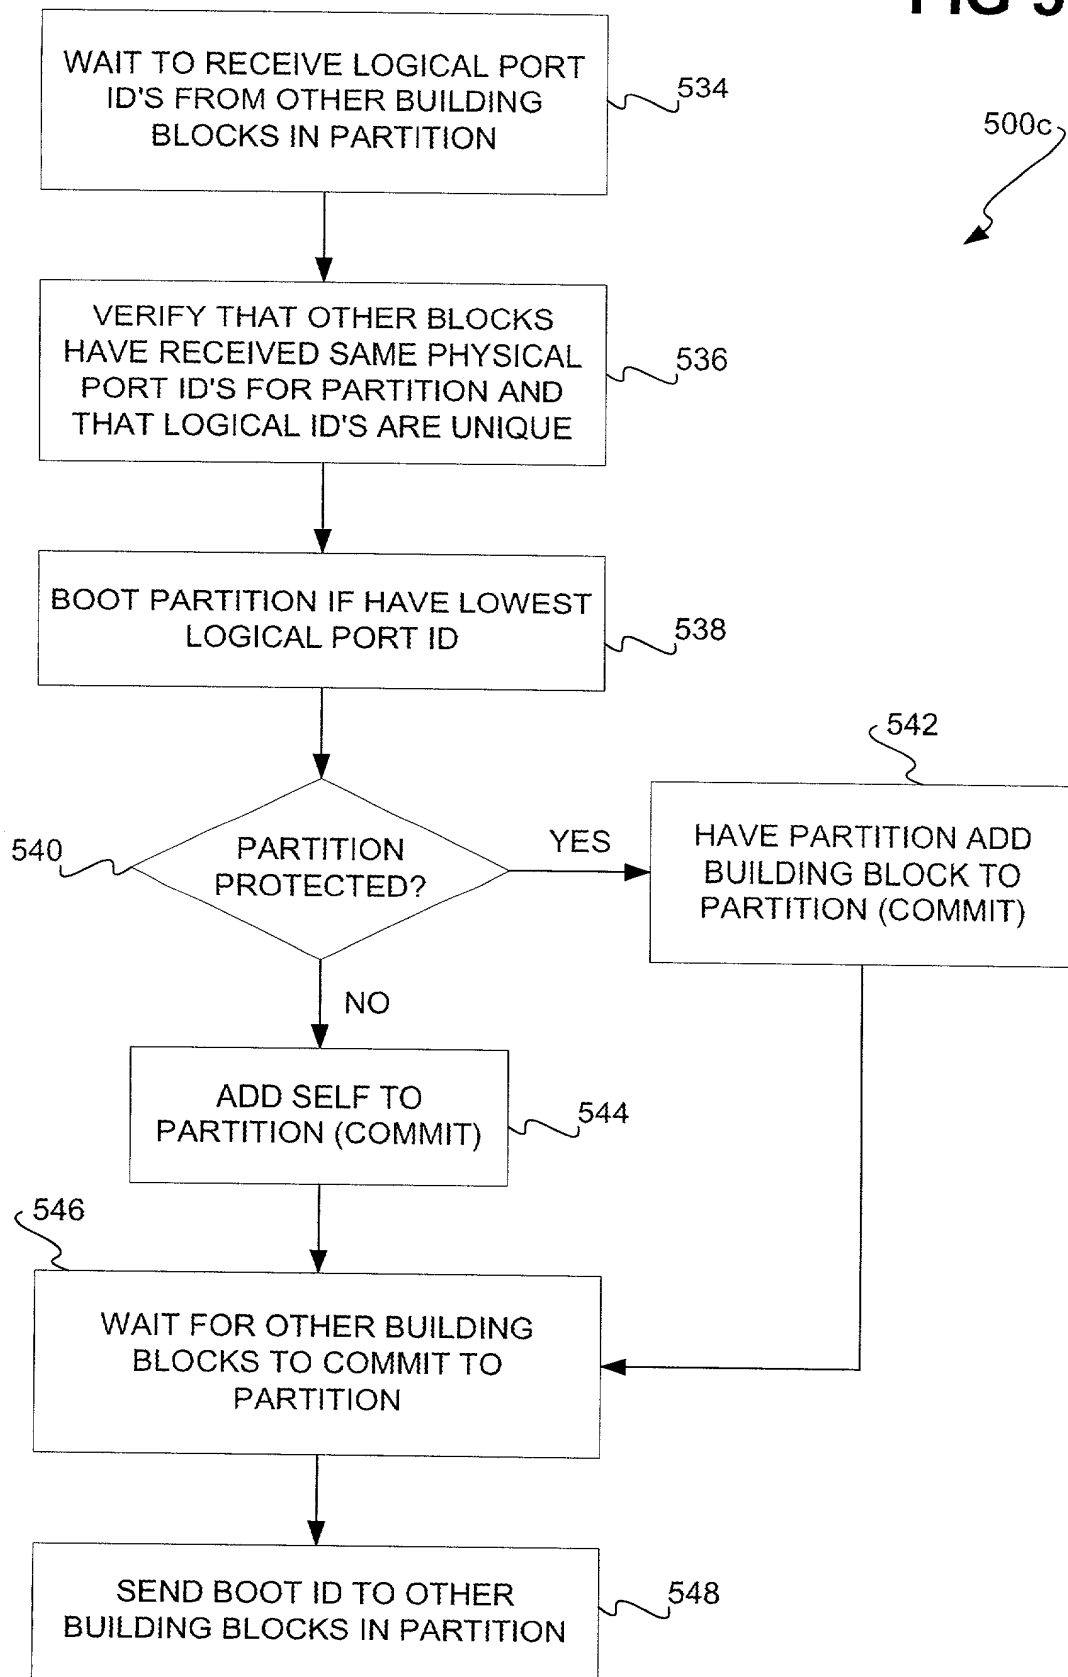 FIG 5
WAIT TO RECEIVE LOGICAL PORT
ID'S FROM OTHER BUILDING
BLOCKS IN PARTITION
534
500c
VERIFY THAT OTHER BLOCKS
HAVE RECEIVED SAME PHYSICAL
PORT ID'S FOR PARTITION AND
THAT LOGICAL ID'S ARE UNIQUE
536
BOOT PARTITION IF HAVE LOWEST
LOGICAL PORT ID
538
542
540
PARTITION
PROTECTED?
YES
HAVE PARTITION ADD
BUILDING BLOCK TO
PARTITION (COMMIT)
NO
ADD SELF TO
PARTITION (COMMIT)
544
546
WAIT FOR OTHER BUILDING
BLOCKS TO COMMIT TO
PARTITION
SEND BOOT ID TO OTHER
BUILDING BLOCKS IN PARTITION
548